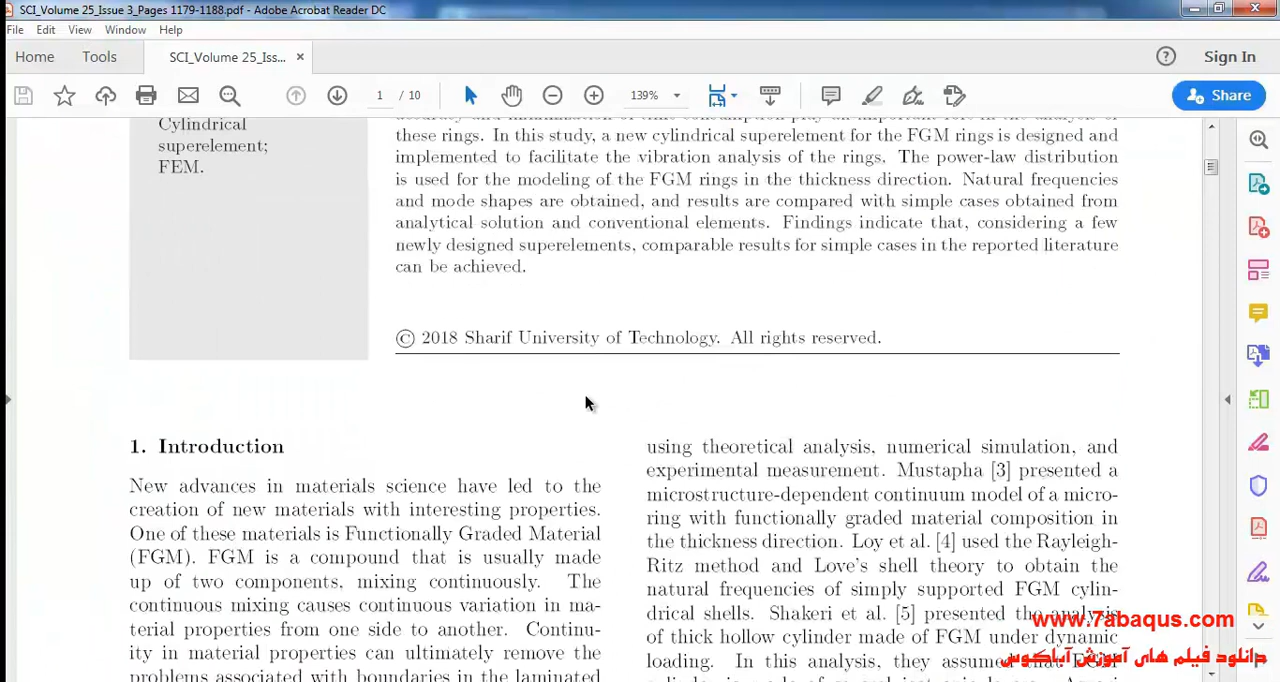 SCI_Volume 25_Issue 3_Pages 1179-1188.pdf - Adobe Acrobat Reader DC
File Edit View Window Help
Home Tools SCI_Volume 25_Iss... × ? Sign In
1 / 10 139% Share
Cylindrical
superelement;
FEM.
these rings. In this study, a new cylindrical superelement for the FGM rings is designed and
implemented to facilitate the vibration analysis of the rings. The power-law distribution
is used for the modeling of the FGM rings in the thickness direction. Natural frequencies
and mode shapes are obtained, and results are compared with simple cases obtained from
analytical solution and conventional elements. Findings indicate that, considering a few
newly designed superelements, comparable results for simple cases in the reported literature
can be achieved.
© 2018 Sharif University of Technology. All rights reserved.
1. Introduction
New advances in materials science have led to the
creation of new materials with interesting properties.
One of these materials is Functionally Graded Material
(FGM). FGM is a compound that is usually made
up of two components, mixing continuously. The
continuous mixing causes continuous variation in ma-
terial properties from one side to another. Continu-
ity in material properties can ultimately remove the
problems associated with boundaries in the laminated
using theoretical analysis, numerical simulation, and
experimental measurement. Mustapha [3] presented a
microstructure-dependent continuum model of a micro-
ring with functionally graded material composition in
the thickness direction. Loy et al. [4] used the Rayleigh-
Ritz method and Love's shell theory to obtain the
natural frequencies of simply supported FGM cylin-
drical shells. Shakeri et al. [5] presented the analysis
of thick hollow cylinder made of FGM under dynamic
loading. In this analysis, they assumed that FGM
www.7abaqus.com
دانلود فیلم های آموزش آباکوس